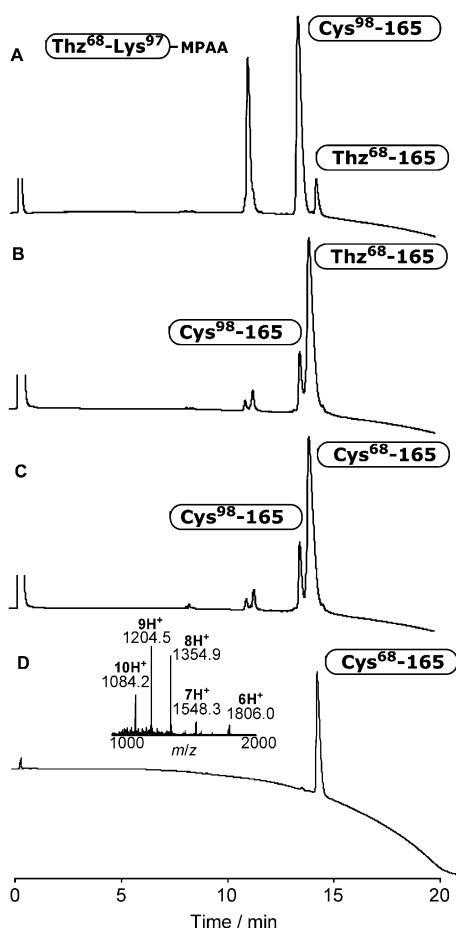 A
Thz68-Lys97-MPAA
Cys98-165
Thz68-165
B
Thz68-165
Cys98-165
C
Cys68-165
Cys98-165
D
Cys68-165
9H+
1204.5
8H+
1354.9
10H+
1084.2
7H+
1548.3
6H+
1806.0
1000
m/z
2000
0 5 10 15 20
Time / min